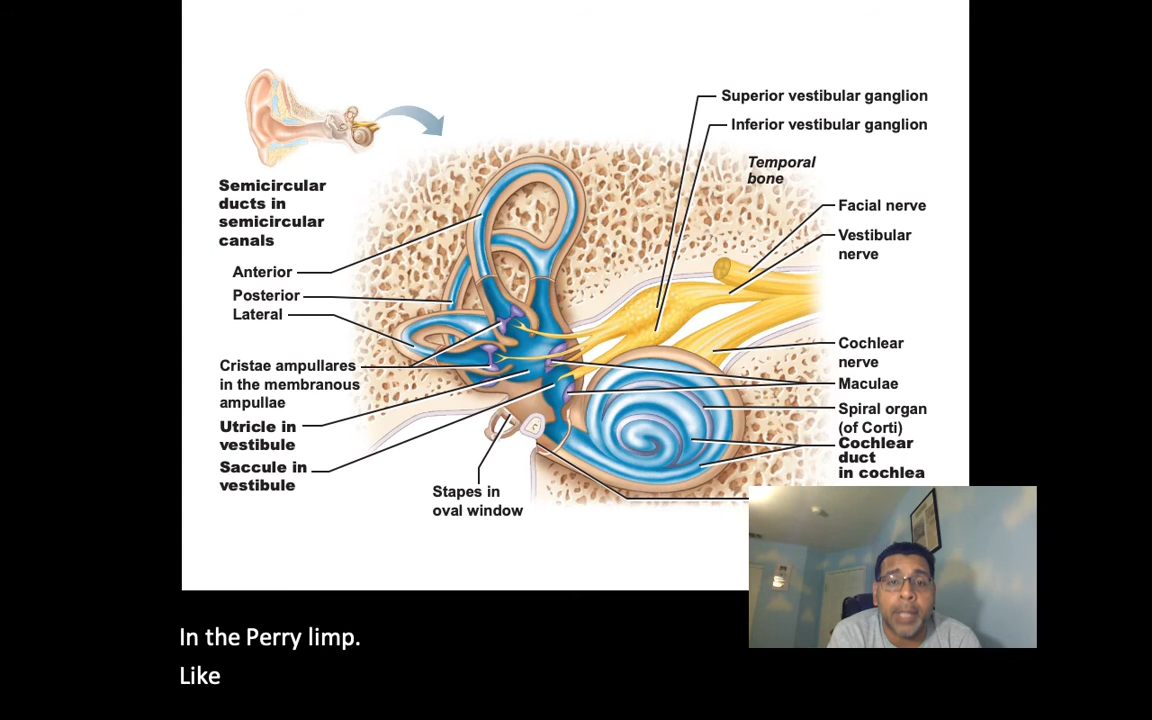 Superior vestibular ganglion
Inferior vestibular ganglion
Temporal
bone
Semicircular
ducts in
semicircular
canals
Facial nerve
Vestibular
nerve
Anterior
Posterior
Lateral
Cristae ampullares
in the membranous
ampullae
Utricle in
vestibule
Saccule in
vestibule
Cochlear
nerve
Maculae
Spiral organ
(of Corti)
Cochlear
duct
in cochlea
Stapes in
oval window
In the Perry limp.
Like